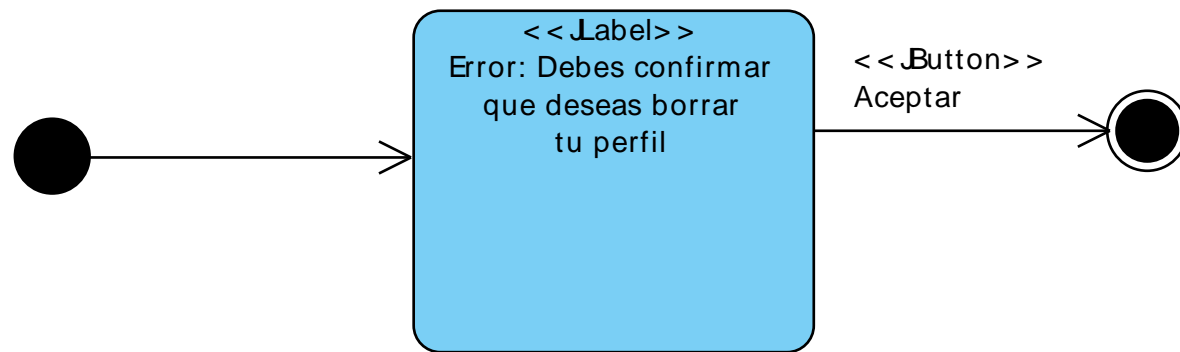 <<JLabel>>
Error: Debes confirmar
que deseas borrar
tu perfil
<<JButton>>
Aceptar